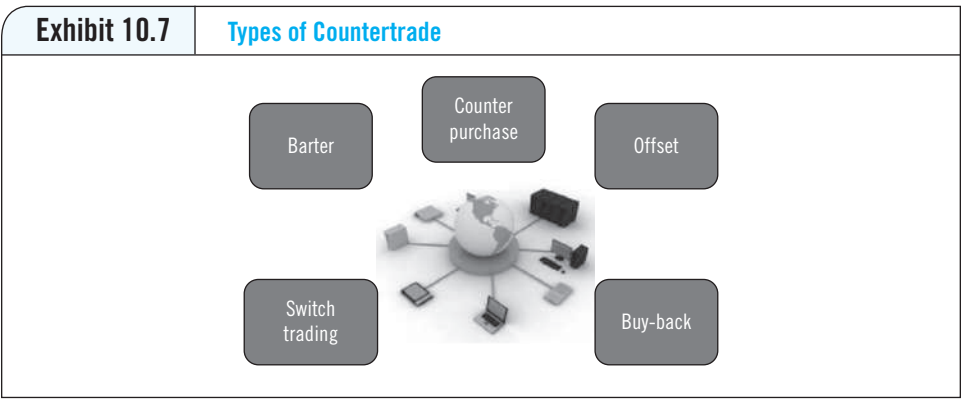 Exhibit 10.7 Types of Countertrade
Counter
purchase
Barter
Offset
Switch
trading
Buy-back